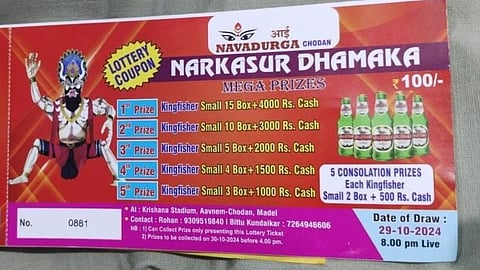 आई
NAVADURGA CHODAN
LOTTERY COUPON
NARKASUR DHAMAKA
MEGA PRIZES
₹100/-
1st Prize Kingfisher Small 15 Box+4000 Rs. Cash
2nd Prize Kingfisher Small 10 Box+3000 Rs. Cash
3rd Prize Kingfisher Small 5 Box+2000 Rs. Cash
4th Prize Kingfisher Small 4 Box+1500 Rs. Cash
5th Prize Kingfisher Small 3 Box+1000 Rs. Cash
5 CONSOLATION PRIZES
Each Kingfisher
Small 2 Box + 500 Rs. Cash
No. 0881
• At : Krishana Stadium, Aavnem-Chodan, Madel
• Contact : Rohan : 9309519840 I Bittu Kundaikar : 7264946606
NB : 1) Can Collect Prize only presenting this Lottery Ticket
2) Prizes to be collected on 30-10-2024 before 4.00 pm.
Date of Draw :
29-10-2024
8.00 pm Live